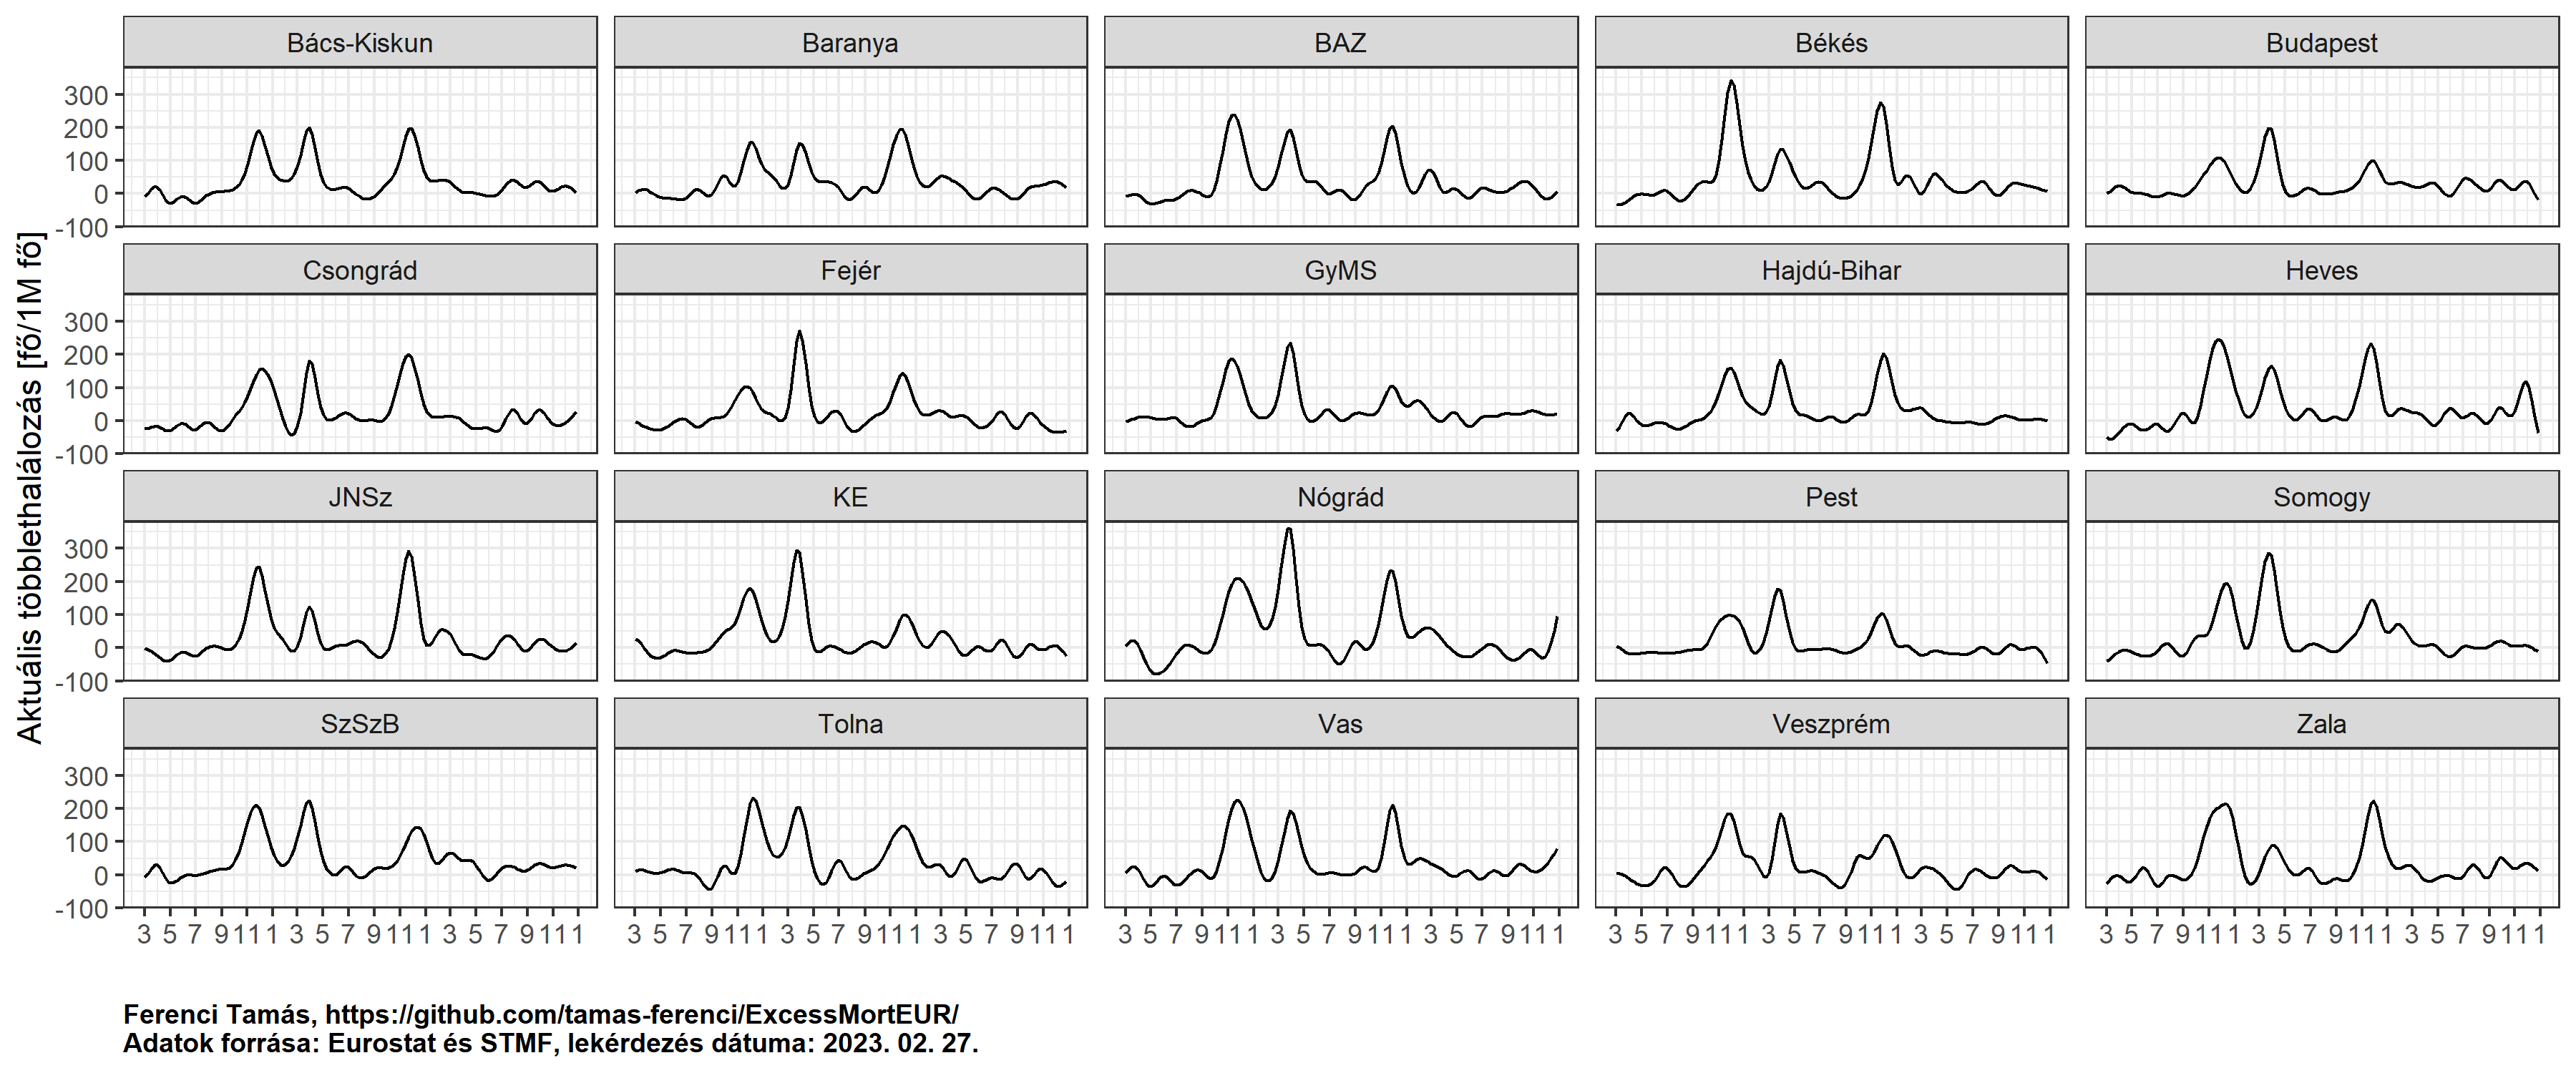 Bács-Kiskun Baranya BAZ Békés Budapest
300
200
100
0
-100
Csongrád Fejér GyMS Hajdú-Bihar Heves
300
200
100
0
-100
JNSz KE Nógrád Pest Somogy
300
200
100
0
-100
SzSzB Tolna Vas Veszprém Zala
300
200
100
0
-100
3 5 7 9 11 1 3 5 7 9 11 1 3 5 7 9 11 1 3 5 7 9 11 1 3 5 7 9 11 1 3 5 7 9 11 1 3 5 7 9 11 1 3 5 7 9 11 1 3 5 7 9 11 1 3 5 7 9 11 1 3 5 7 9 11 1 3 5 7 9 11 1 3 5 7 9 11 1 3 5 7 9 11 1 3 5 7 9 11 1
Aktuális többlethalálozás [fő/1M fő]
Ferenci Tamás, https://github.com/tamas-ferenci/ExcessMortEUR/
Adatok forrása: Eurostat és STMF, lekérdezés dátuma: 2023. 02. 27.